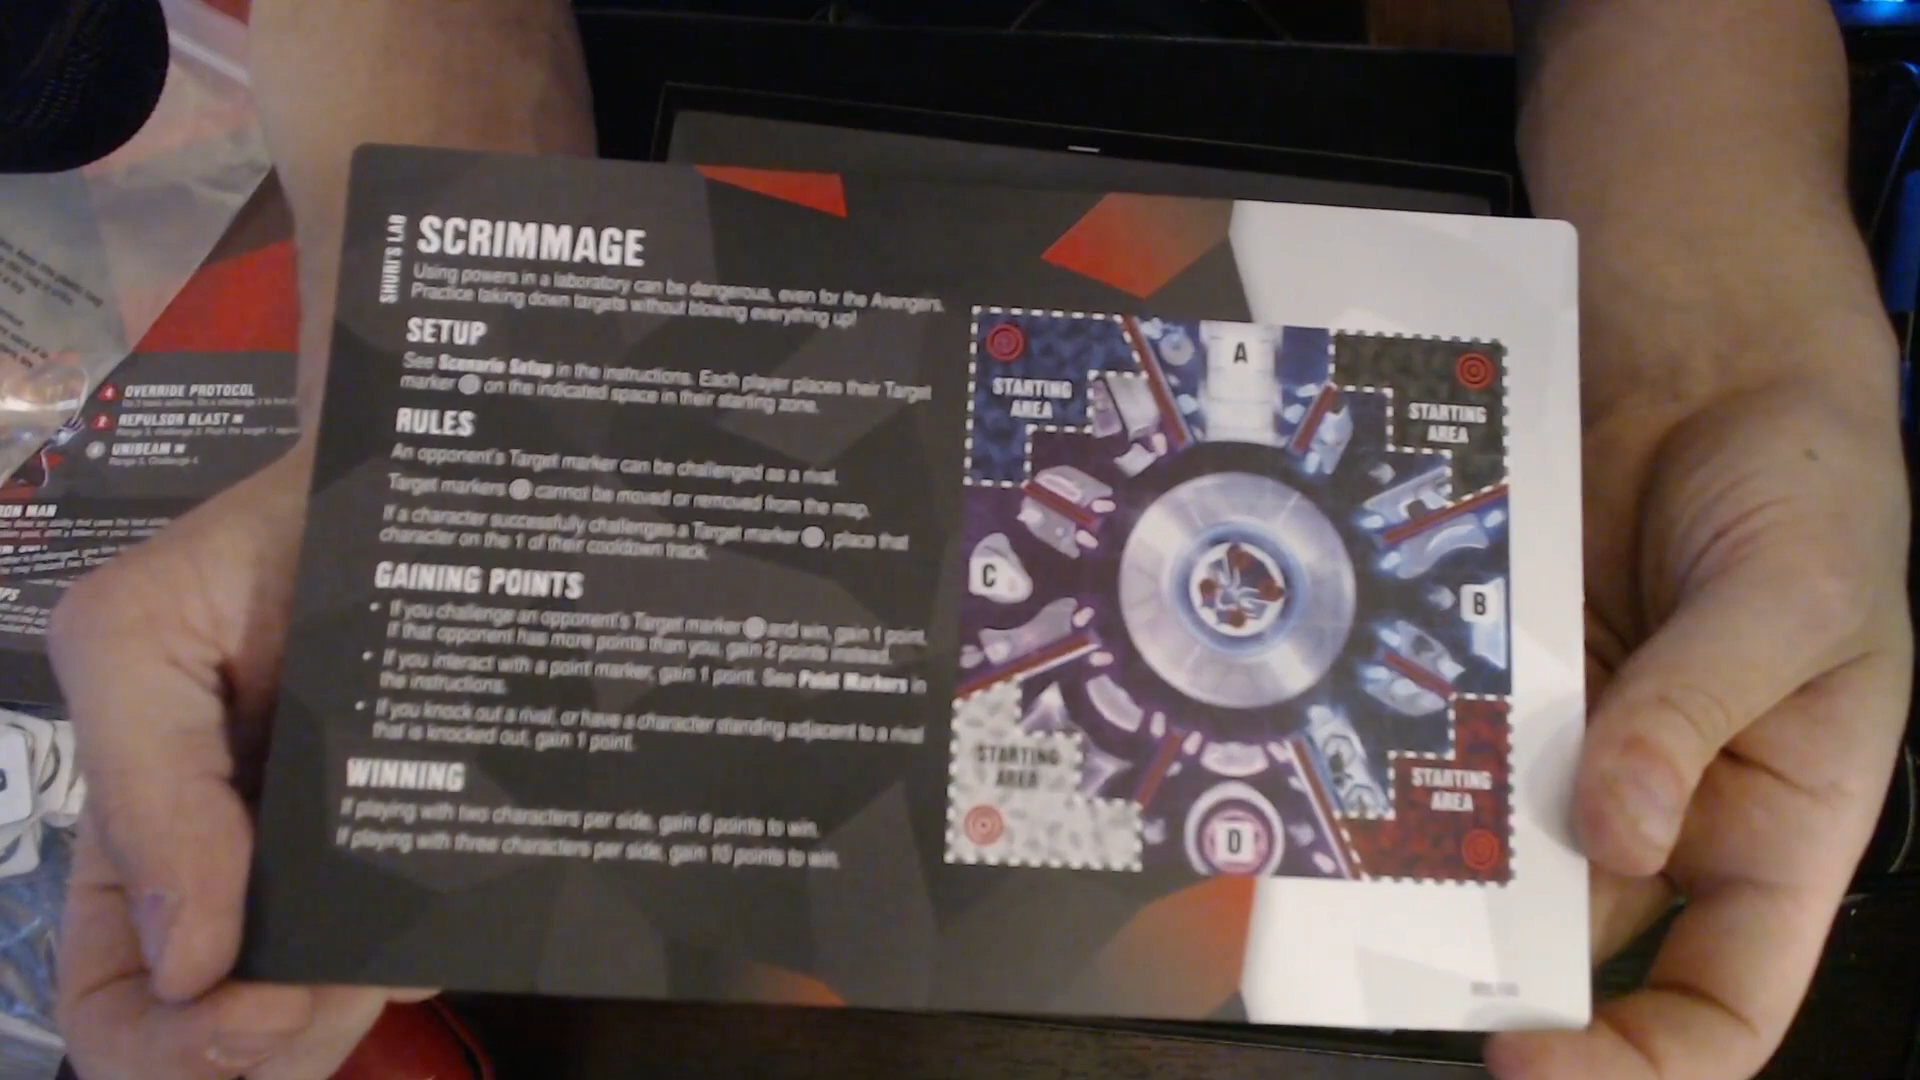 SHURI'S LAB
SCRIMMAGE
Using powers in a laboratory can be dangerous, even for the Avengers.
Practice taking down targets without blowing everything up!
SETUP
See Scenario Setup in the instructions. Each player places their Target
marker on the indicated space in their starting zone.
RULES
An opponent's Target marker can be challenged as a rival.
Target markers cannot be moved or removed from the map.
If a character successfully challenges a Target marker, place that
character on the 1 of their cooldown track.
GAINING POINTS
• If you challenge an opponent's Target marker and win, gain 1 point.
If that opponent has more points than you, gain 2 points instead.
• If you interact with a point marker, gain 1 point. See Point Markers in
the instructions.
• If you knock out a rival, or have a character standing adjacent to a rival
that is knocked out, gain 1 point.
WINNING
If playing with two characters per side, gain 6 points to win.
If playing with three characters per side, gain 10 points to win.
STARTING
AREA
A
STARTING
AREA
C
B
STARTING
AREA
D
STARTING
AREA
4 OVERRIDE PROTOCOL
2 REPULSOR BLAST
UNIBEAM
Range 5, Challenge 4.